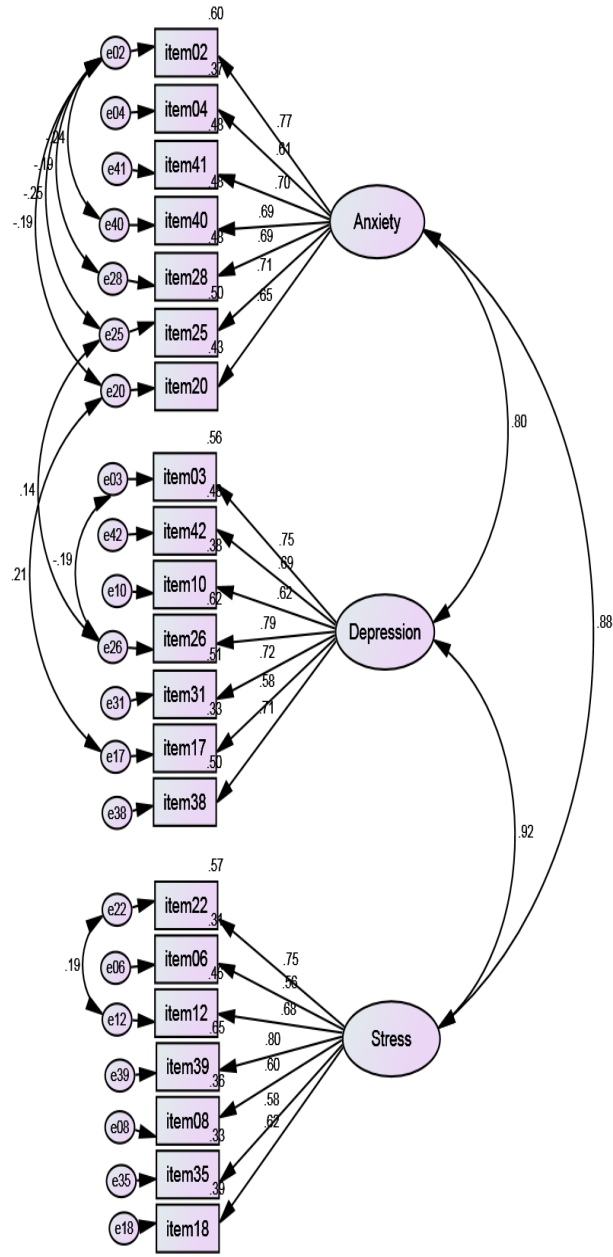 .60
e02 item02
.37
e04 item04 .77
.48
-.24 .61
e41 item41
-.19 .70
.48
-.25
e40 item40 .69 Anxiety
-.19
.48 .69
e28 item28 .71
.50 .65
e25 item25
.43
e20 item20
.80
.56
e03 item03
.14
e42 item42 .75
.38 .69
-.19
.21 e10 item10 .62
.62 .79
e26 item26 Depression .88
.51 .72
e31 item31 .58
.33 .71
e17 item17
.50
e38 item38
.92
.57
e22 item22
.19 e06 item06 .75
.56
e12 item12 .68
.65 .80 Stress
e39 item39 .60
.36
e08 item08 .58
.33 .62
e35 item35
.39
e18 item18